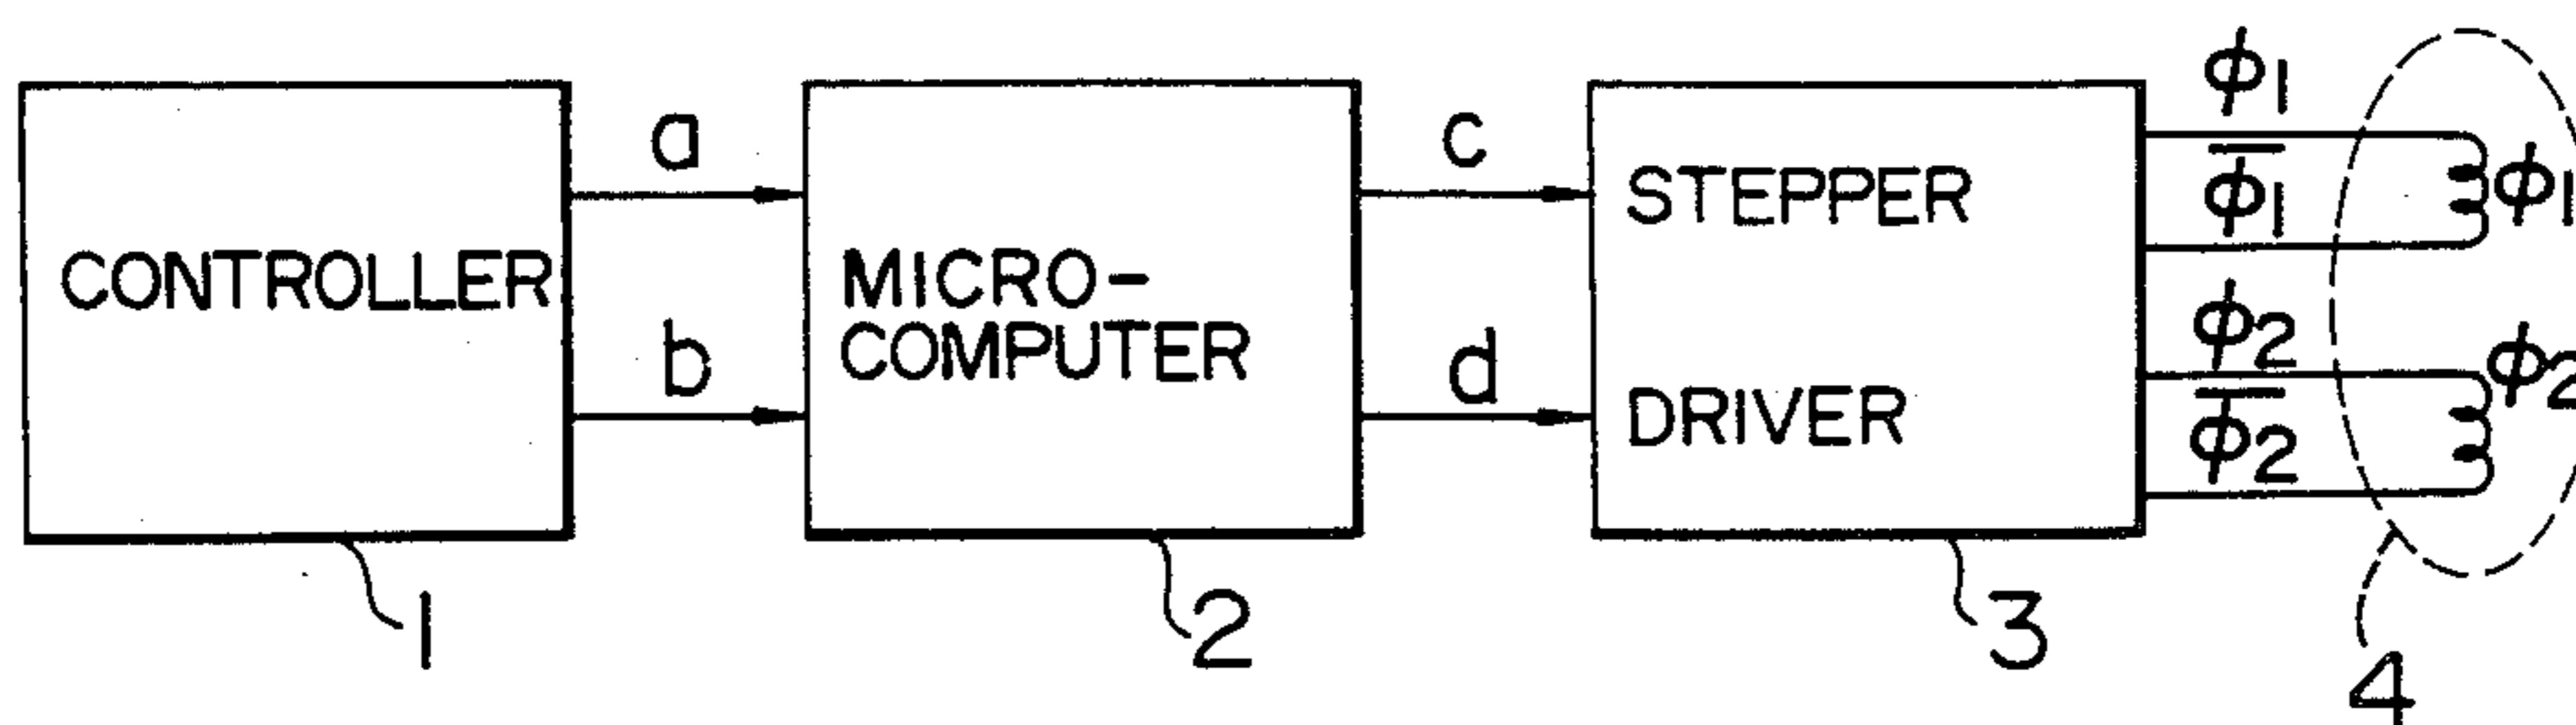 CONTROLLER
1
a
b
MICRO-
COMPUTER
2
c
d
STEPPER
DRIVER
3
ϕ1
ϕ̅1
ϕ2
ϕ̅2
ϕ1
ϕ2
4